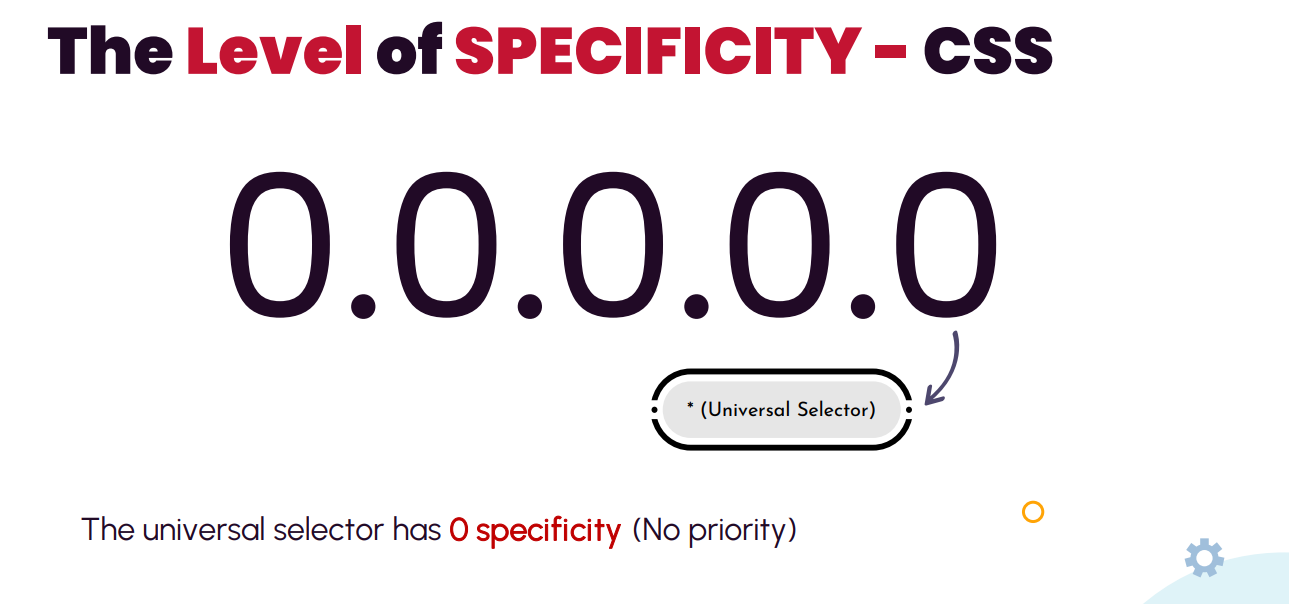 The Level of SPECIFICITY - CSS
0.0.0.0.0
* (Universal Selector)
The universal selector has 0 specificity (No priority)